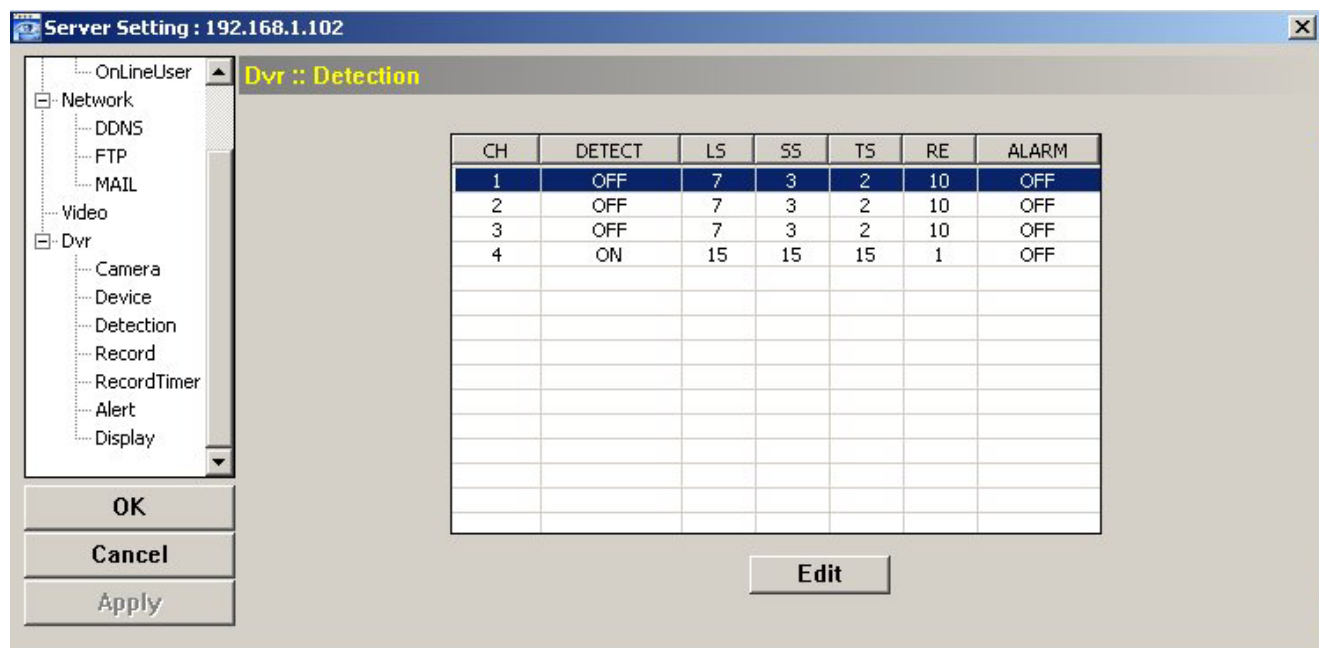 Server Setting : 192.168.1.102
OnLineUser
Network
DDNS
FTP
MAIL
Video
Dvr
Camera
Device
Detection
Record
RecordTimer
Alert
Display
OK
Cancel
Apply
Dvr :: Detection
CH DETECT LS SS TS RE ALARM
1 OFF 7 3 2 10 OFF
2 OFF 7 3 2 10 OFF
3 OFF 7 3 2 10 OFF
4 ON 15 15 15 1 OFF
Edit